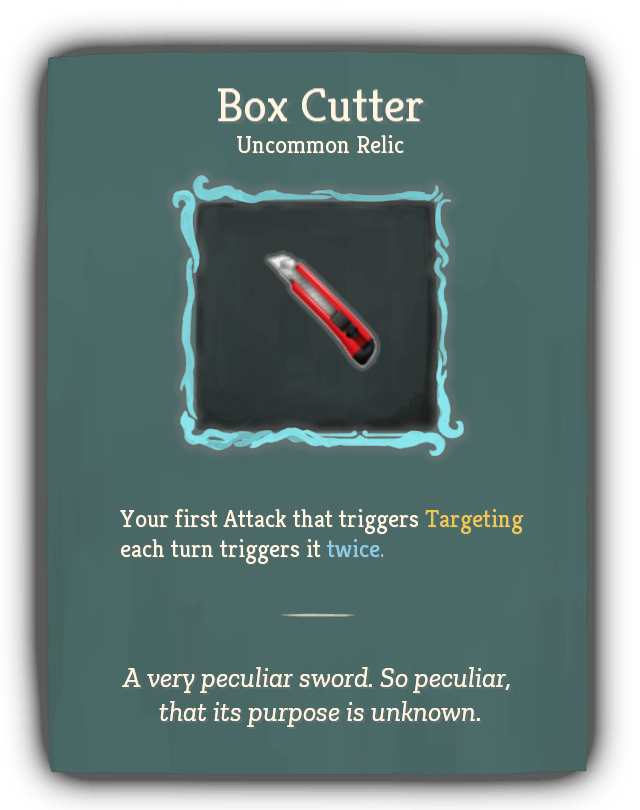 Box Cutter
Uncommon Relic
Your first Attack that triggers Targeting
each turn triggers it twice.
A very peculiar sword. So peculiar,
that its purpose is unknown.